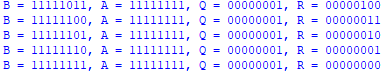 B = 11111011, A = 11111111, Q = 00000001, R = 00000100
B = 11111100, A = 11111111, Q = 00000001, R = 00000011
B = 11111101, A = 11111111, Q = 00000001, R = 00000010
B = 11111110, A = 11111111, Q = 00000001, R = 00000001
B = 11111111, A = 11111111, Q = 00000001, R = 00000000